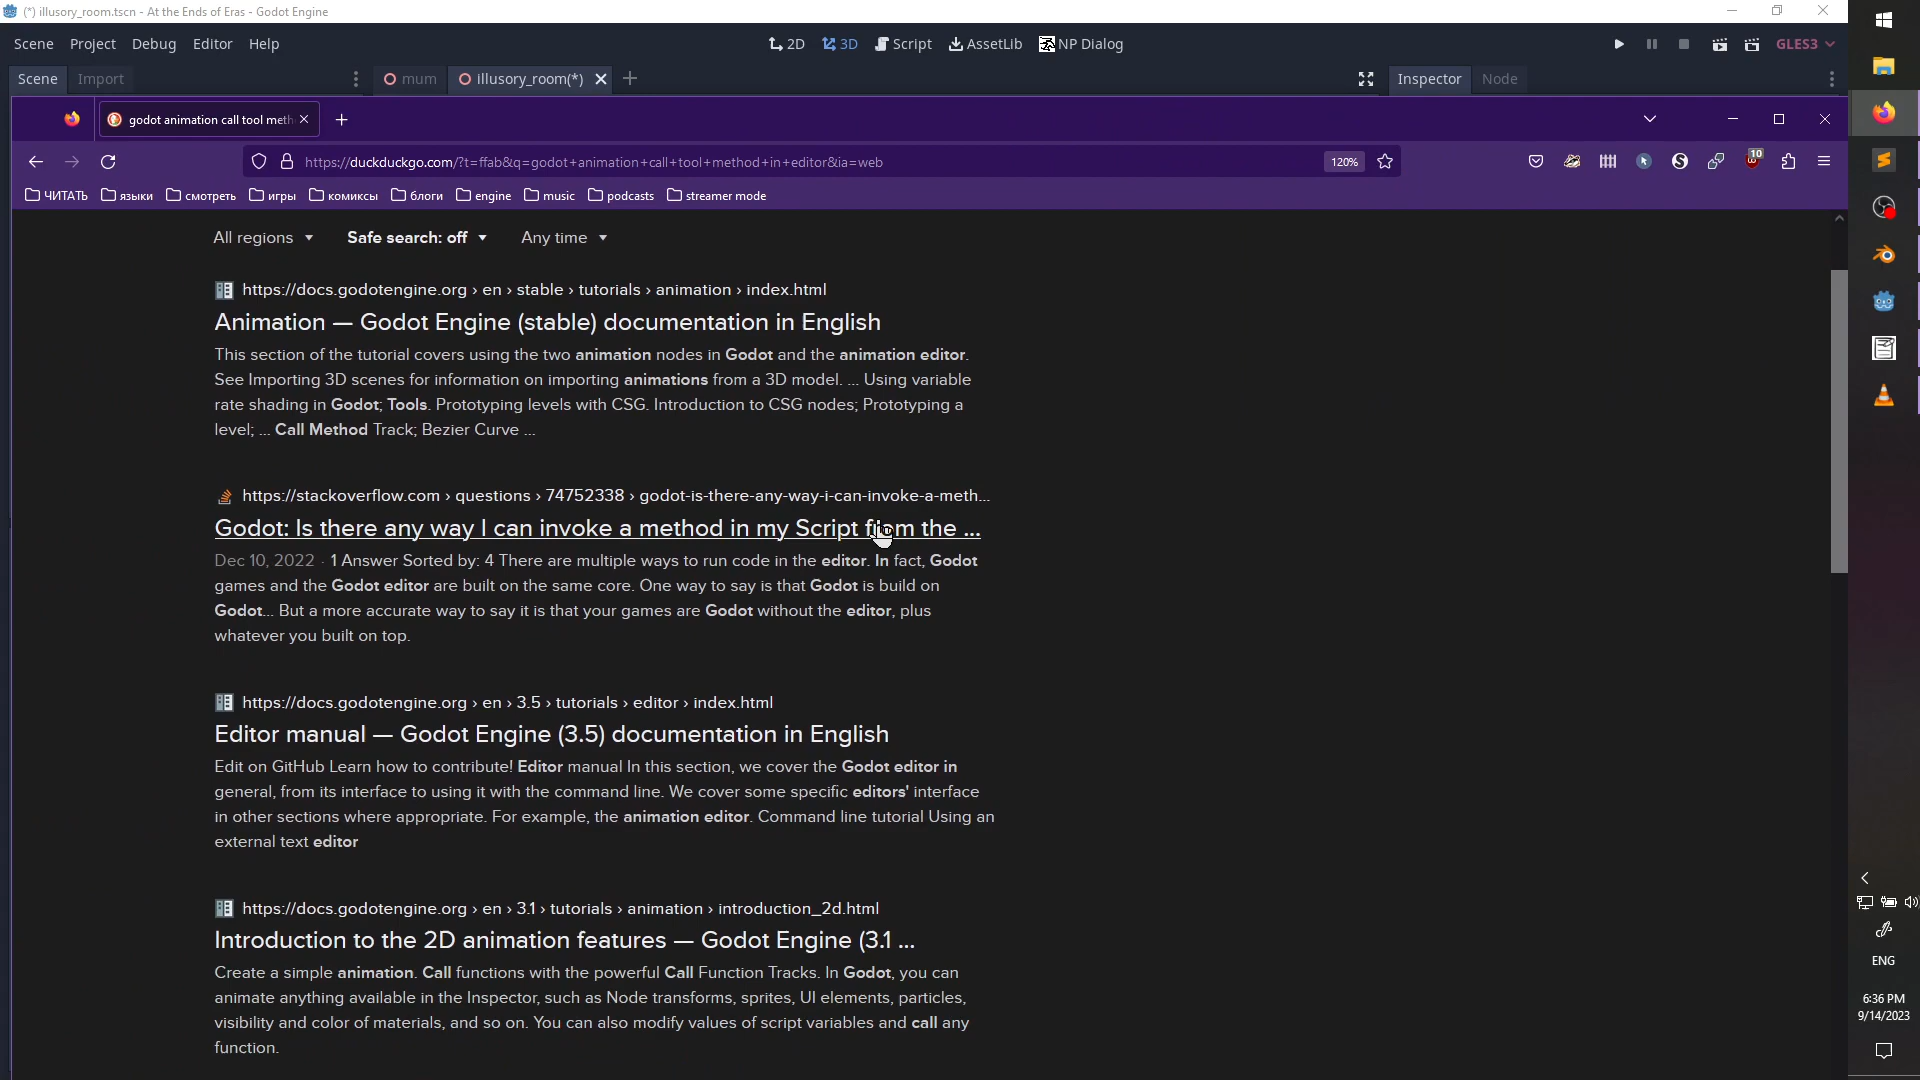 (*) illusory_room.tscn - At the Ends of Eras - Godot Engine
Scene Project Debug Editor Help
2D 3D Script AssetLib NP Dialog
GLES3
Scene Import
mum illusory_room(*)
Inspector Node
godot animation call tool meth
https://duckduckgo.com/?t=ffab&q=godot+animation+call+tool+method+in+editor&ia=web
120%
10
ЧИТАТЬ языки смотреть игры комиксы блоги engine music podcasts streamer mode
All regions Safe search: off Any time
https://docs.godotengine.org › en › stable › tutorials › animation › index.html
Animation — Godot Engine (stable) documentation in English
This section of the tutorial covers using the two animation nodes in Godot and the animation editor.
See Importing 3D scenes for information on importing animations from a 3D model. ... Using variable
rate shading in Godot; Tools. Prototyping levels with CSG. Introduction to CSG nodes; Prototyping a
level; ... Call Method Track; Bezier Curve ...
https://stackoverflow.com › questions › 74752338 › godot-is-there-any-way-i-can-invoke-a-meth...
Godot: Is there any way I can invoke a method in my Script from the ...
Dec 10, 2022 · 1 Answer Sorted by: 4 There are multiple ways to run code in the editor. In fact, Godot
games and the Godot editor are built on the same core. One way to say is that Godot is build on
Godot... But a more accurate way to say it is that your games are Godot without the editor, plus
whatever you built on top.
https://docs.godotengine.org › en › 3.5 › tutorials › editor › index.html
Editor manual — Godot Engine (3.5) documentation in English
Edit on GitHub Learn how to contribute! Editor manual In this section, we cover the Godot editor in
general, from its interface to using it with the command line. We cover some specific editors' interface
in other sections where appropriate. For example, the animation editor. Command line tutorial Using an
external text editor
https://docs.godotengine.org › en › 3.1 › tutorials › animation › introduction_2d.html
Introduction to the 2D animation features — Godot Engine (3.1 ...
Create a simple animation. Call functions with the powerful Call Function Tracks. In Godot, you can
animate anything available in the Inspector, such as Node transforms, sprites, UI elements, particles,
visibility and color of materials, and so on. You can also modify values of script variables and call any
function.
ENG
6:36 PM
9/14/2023